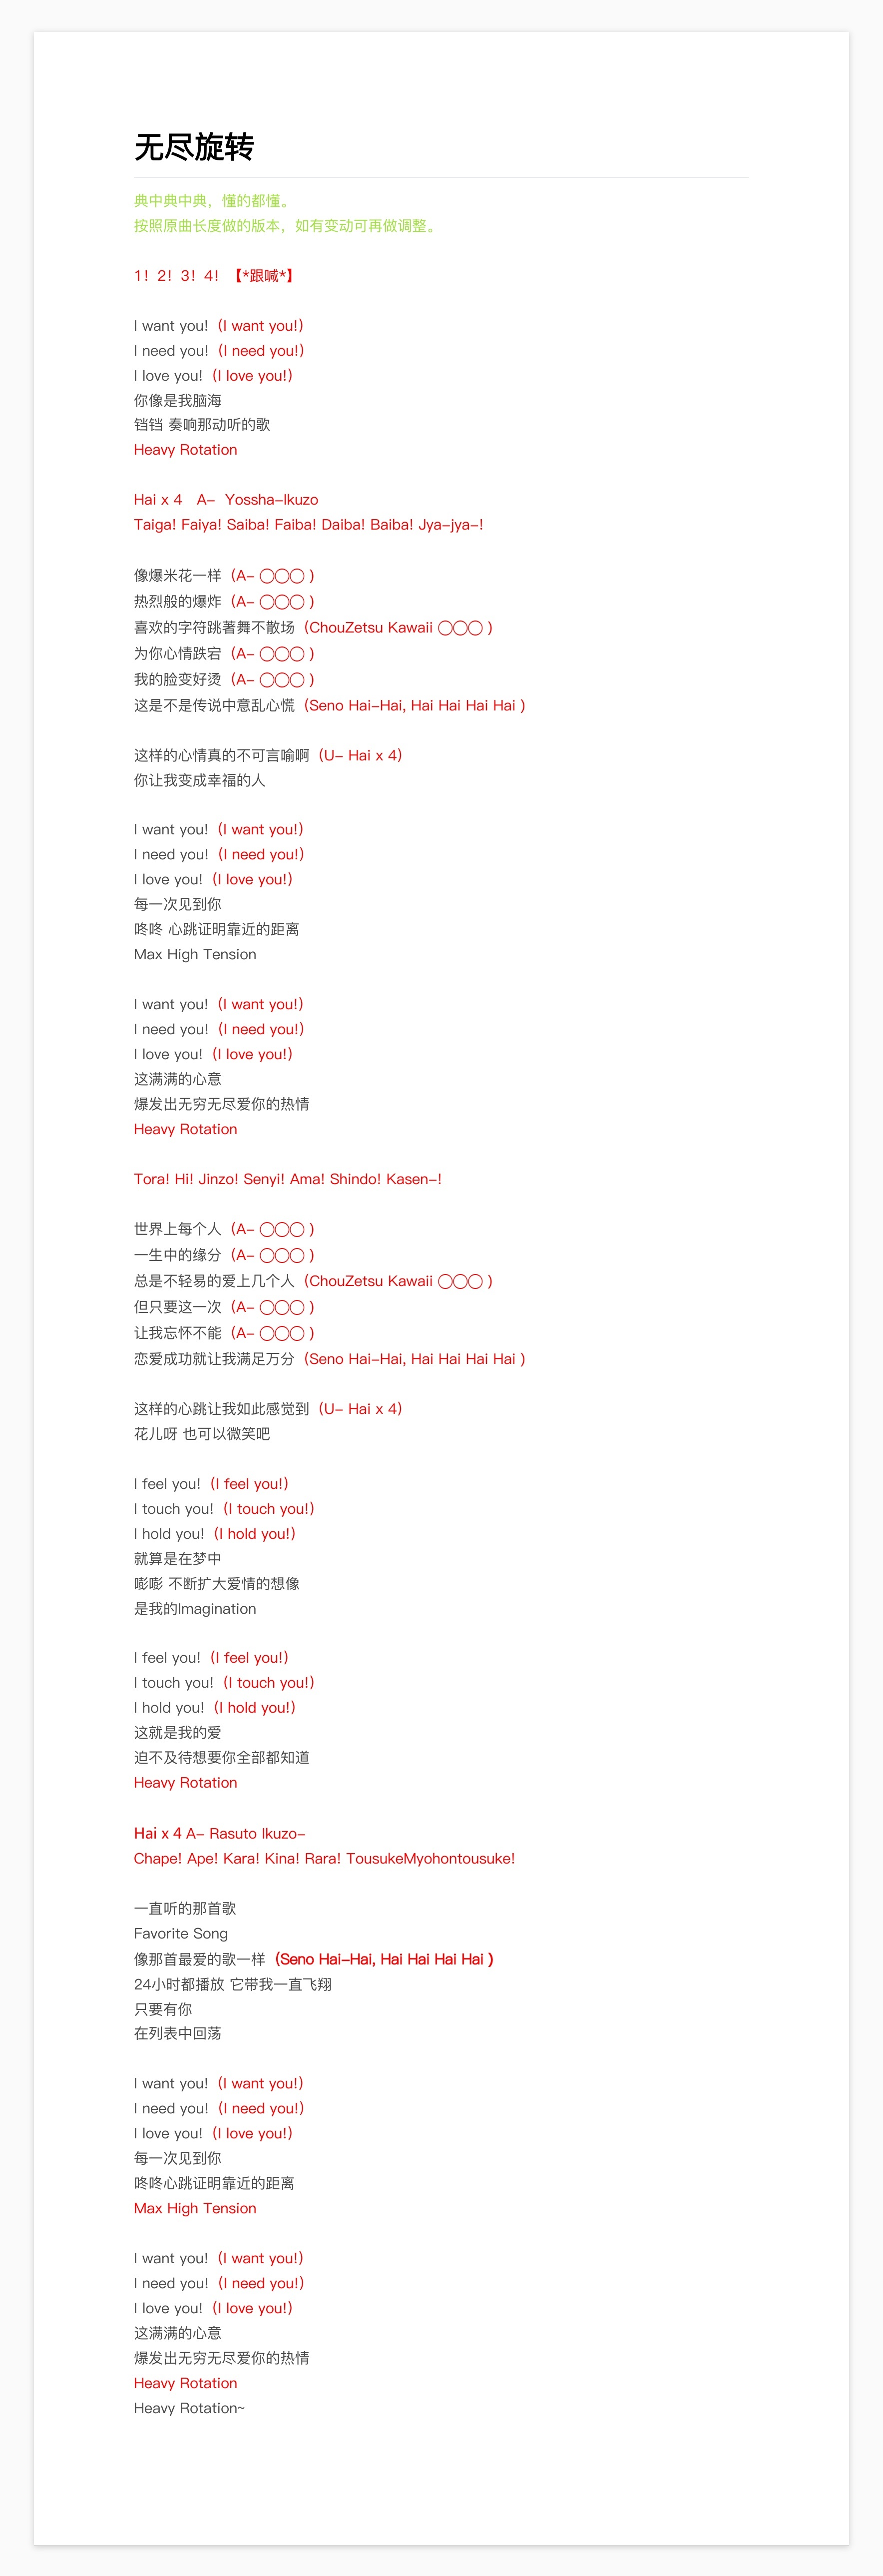 无尽旋转
典中典中典，懂的都懂。
按照原曲长度做的版本，如有变动可再做调整。
1！2！3！4！【*跟喊*】
I want you!（I want you!）
I need you!（I need you!）
I love you!（I love you!）
你像是我脑海
铛铛 奏响那动听的歌
Heavy Rotation
Hai x 4 A- Yossha-Ikuzo
Taiga! Faiya! Saiba! Faiba! Daiba! Baiba! Jya-jya-!
像爆米花一样（A- ◯◯◯ ）
热烈般的爆炸（A- ◯◯◯ ）
喜欢的字符跳著舞不散场（ChouZetsu Kawaii ◯◯◯ ）
为你心情跌宕（A- ◯◯◯ ）
我的脸变好烫（A- ◯◯◯ ）
这是不是传说中意乱心慌（Seno Hai-Hai, Hai Hai Hai Hai ）
这样的心情真的不可言喻啊（U- Hai x 4）
你让我变成幸福的人
I want you!（I want you!）
I need you!（I need you!）
I love you!（I love you!）
每一次见到你
咚咚 心跳证明靠近的距离
Max High Tension
I want you!（I want you!）
I need you!（I need you!）
I love you!（I love you!）
这满满的心意
爆发出无穷无尽爱你的热情
Heavy Rotation
Tora! Hi! Jinzo! Senyi! Ama! Shindo! Kasen-!
世界上每个人（A- ◯◯◯ ）
一生中的缘分（A- ◯◯◯ ）
总是不轻易的爱上几个人（ChouZetsu Kawaii ◯◯◯ ）
但只要这一次（A- ◯◯◯ ）
让我忘怀不能（A- ◯◯◯ ）
恋爱成功就让我满足万分（Seno Hai-Hai, Hai Hai Hai Hai ）
这样的心跳让我如此感觉到（U- Hai x 4）
花儿呀 也可以微笑吧
I feel you!（I feel you!）
I touch you!（I touch you!）
I hold you!（I hold you!）
就算是在梦中
嘭嘭 不断扩大爱情的想像
是我的Imagination
I feel you!（I feel you!）
I touch you!（I touch you!）
I hold you!（I hold you!）
这就是我的爱
迫不及待想要你全部都知道
Heavy Rotation
Hai x 4 A- Rasuto Ikuzo-
Chape! Ape! Kara! Kina! Rara! TousukeMyohontousuke!
一直听的那首歌
Favorite Song
像那首最爱的歌一样（Seno Hai-Hai, Hai Hai Hai Hai ）
24小时都播放 它带我一直飞翔
只要有你
在列表中回荡
I want you!（I want you!）
I need you!（I need you!）
I love you!（I love you!）
每一次见到你
咚咚心跳证明靠近的距离
Max High Tension
I want you!（I want you!）
I need you!（I need you!）
I love you!（I love you!）
这满满的心意
爆发出无穷无尽爱你的热情
Heavy Rotation
Heavy Rotation~